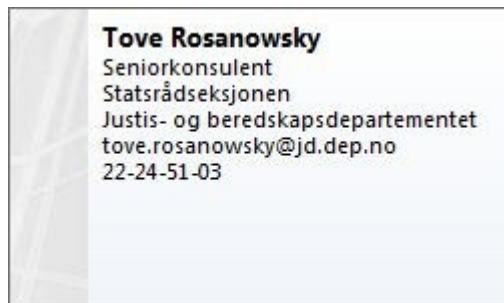 Tove Rosanowsky
Seniorkonsulent
Statsrådseksjonen
Justis- og beredskapsdepartementet
tove.rosanowsky@jd.dep.no
22-24-51-03